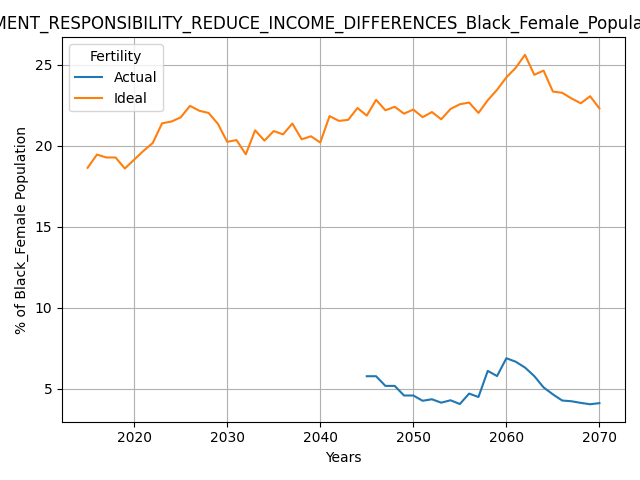 MENT_RESPONSIBILITY_REDUCE_INCOME_DIFFERENCES_Black_Female_Popula
Fertility
Actual
Ideal
% of Black_Female Population
25
20
15
10
5
2020 2030 2040 2050 2060 2070
Years